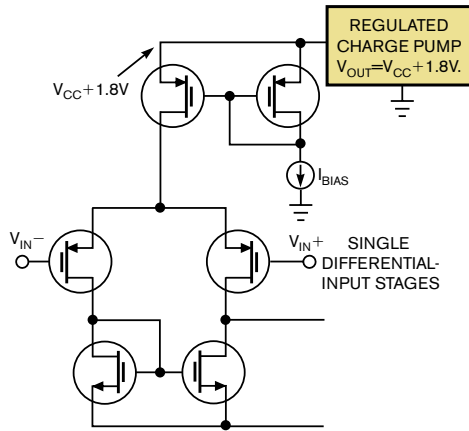 REGULATED
CHARGE PUMP
VOUT=VCC+1.8V.
VCC+1.8V
IBIAS
VIN−
VIN+
SINGLE
DIFFERENTIAL-
INPUT STAGES